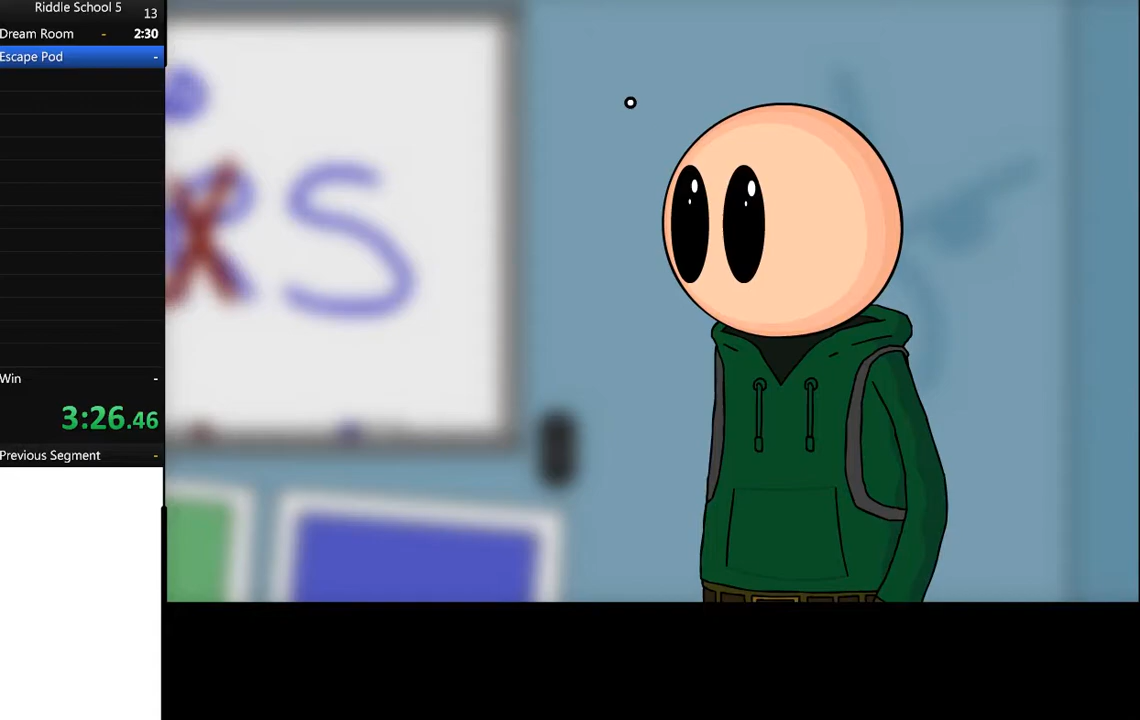 Riddle School 5
13
Dream Room - 2:30
Escape Pod -
Win -
3:26.46
Previous Segment -